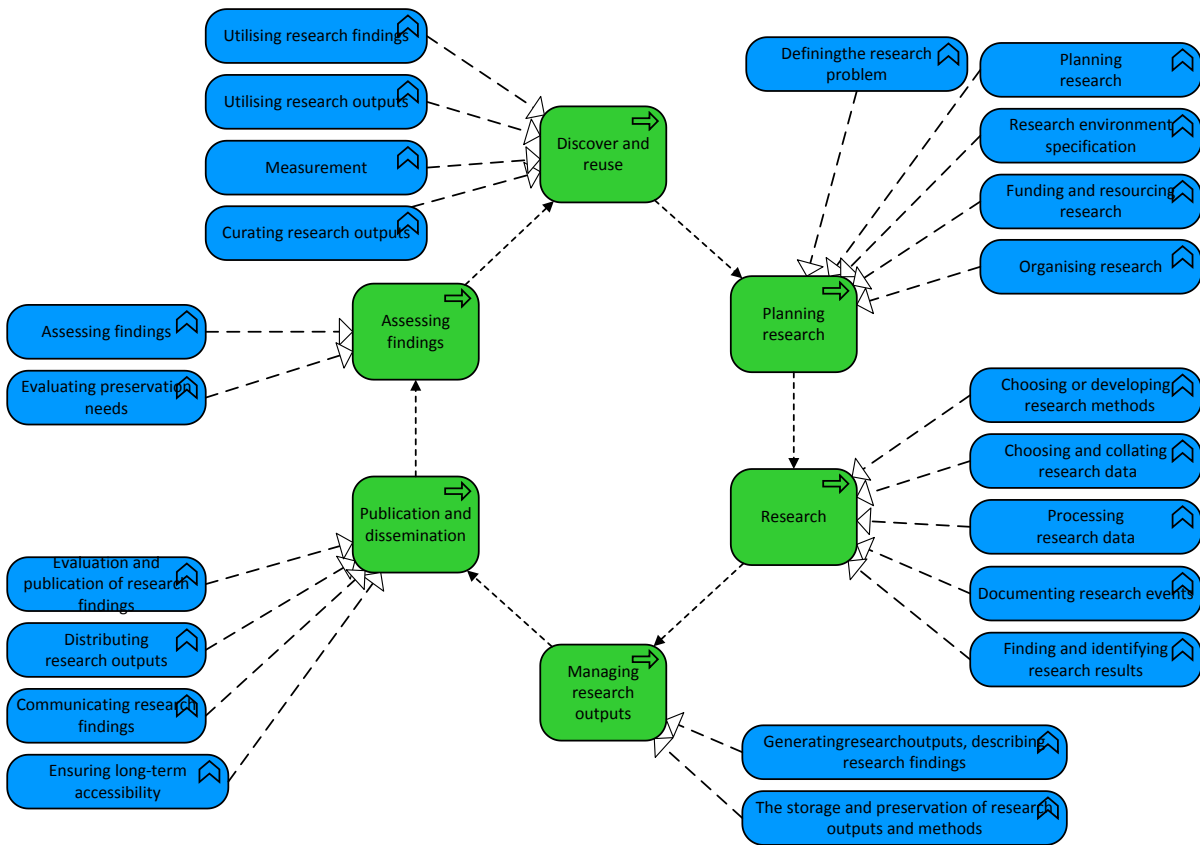 Utilising research findings
Utilising research outputs
Measurement
Curating research outputs
Discover and
reuse
Definingthe research
problem
Planning
research
Research environment
specification
Funding and resourcing
research
Organising research
Assessing findings
Evaluating preservation
needs
Assessing
findings
Planning
research
Choosing or developing
research methods
Choosing and collating
research data
Processing
research data
Documenting research events
Finding and identifying
research results
Publication and
dissemination
Research
Evaluation and
publication of research
findings
Distributing
research outputs
Communicating research
findings
Ensuring long-term
accessibility
Managing
research
outputs
Generatingresearchoutputs, describing
research findings
The storage and preservation of research
outputs and methods